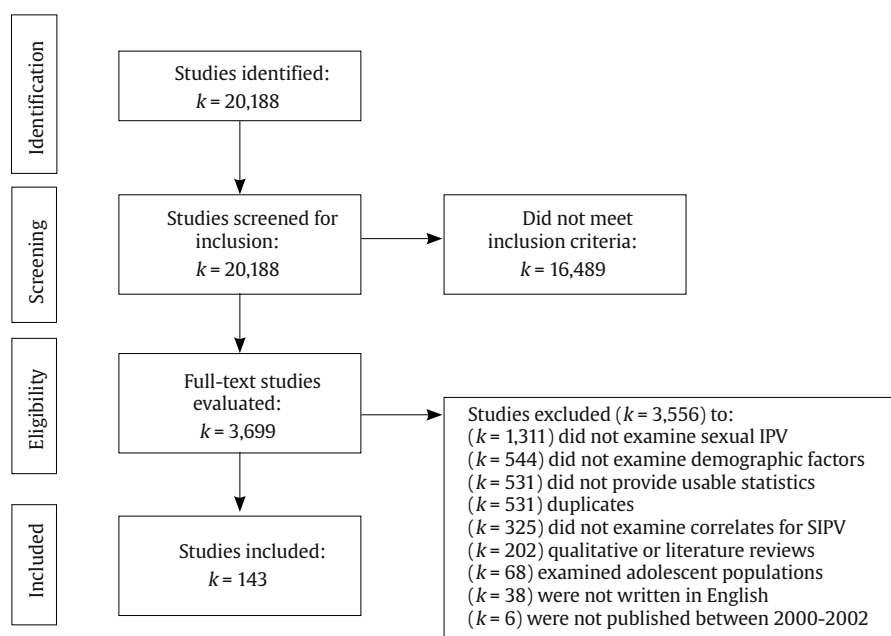 Identification
Studies identified:
k = 20,188
Screening
Studies screened for
inclusion:
k = 20,188
Did not meet
inclusion criteria:
k = 16,489
Eligibility
Full-text studies
evaluated:
k = 3,699
Studies excluded (k = 3,556) to:
(k = 1,311) did not examine sexual IPV
(k = 544) did not examine demographic factors
(k = 531) did not provide usable statistics
(k = 531) duplicates
(k = 325) did not examine correlates for SIPV
(k = 202) qualitative or literature reviews
(k = 68) examined adolescent populations
(k = 38) were not written in English
(k = 6) were not published between 2000-2002
Included
Studies included:
k = 143